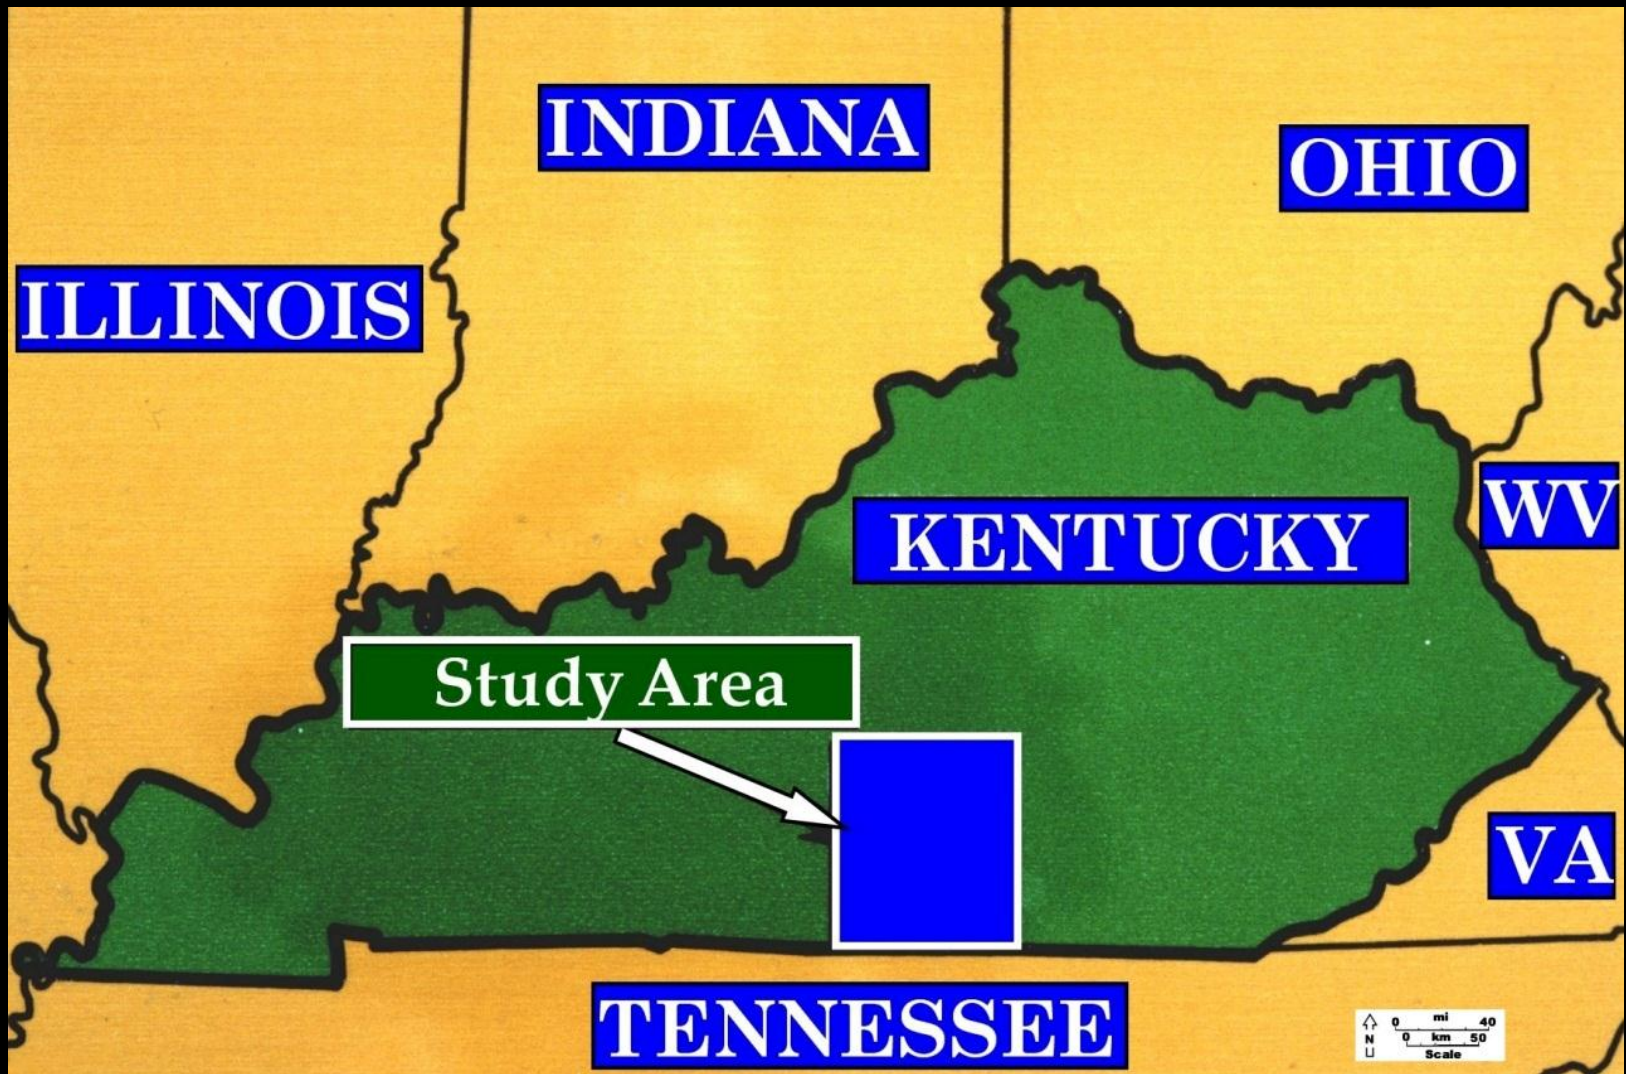 INDIANA
OHIO
ILLINOIS
WV
KENTUCKY
Study Area
VA
TENNESSEE
0 mi 40
N 0 km 50
Scale